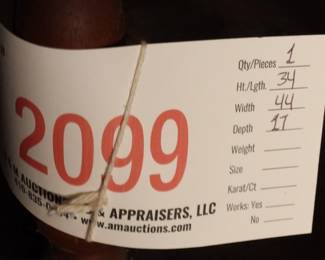 2099
& M AUCTION & APPRAISERS, LLC
www.amauctions.com
Qty/Pieces 1
Ht./Lgth. 34
Width 44
Depth 17
Weight
Size
Karat/Ct
Works: Yes
No